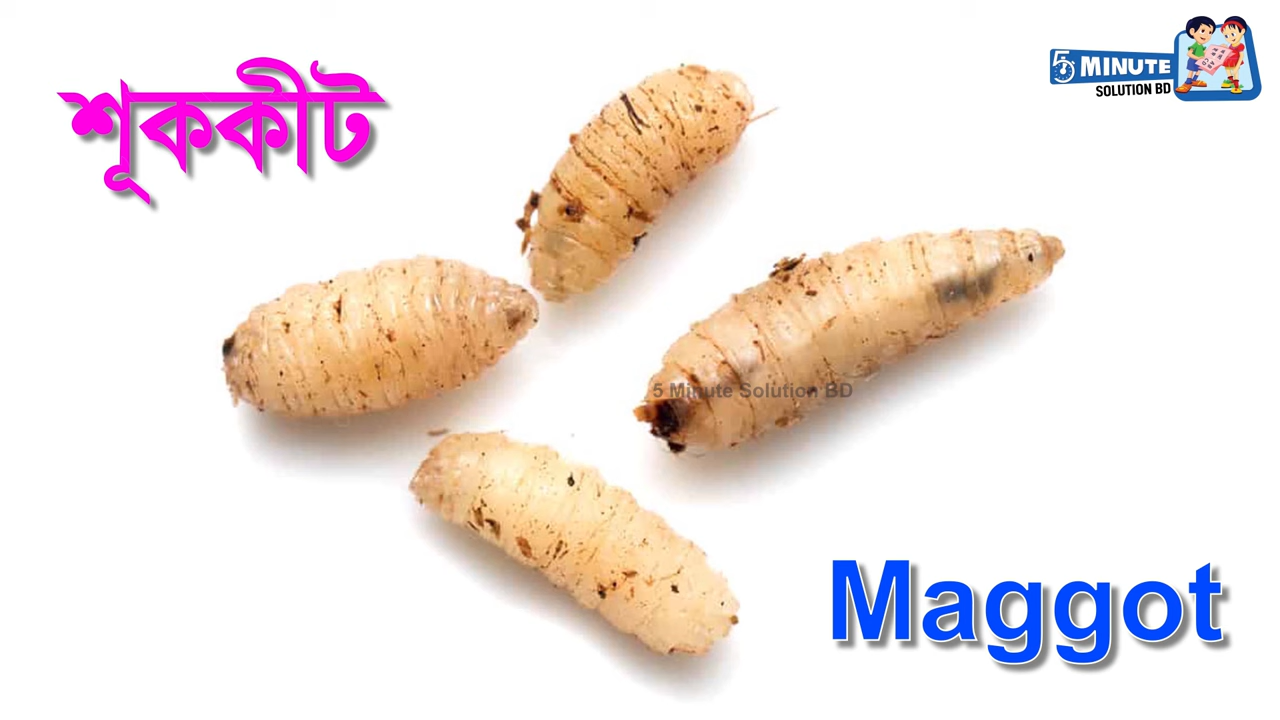 শূককীট
5 MINUTE
SOLUTION BD
5 Minute Solution BD
Maggot